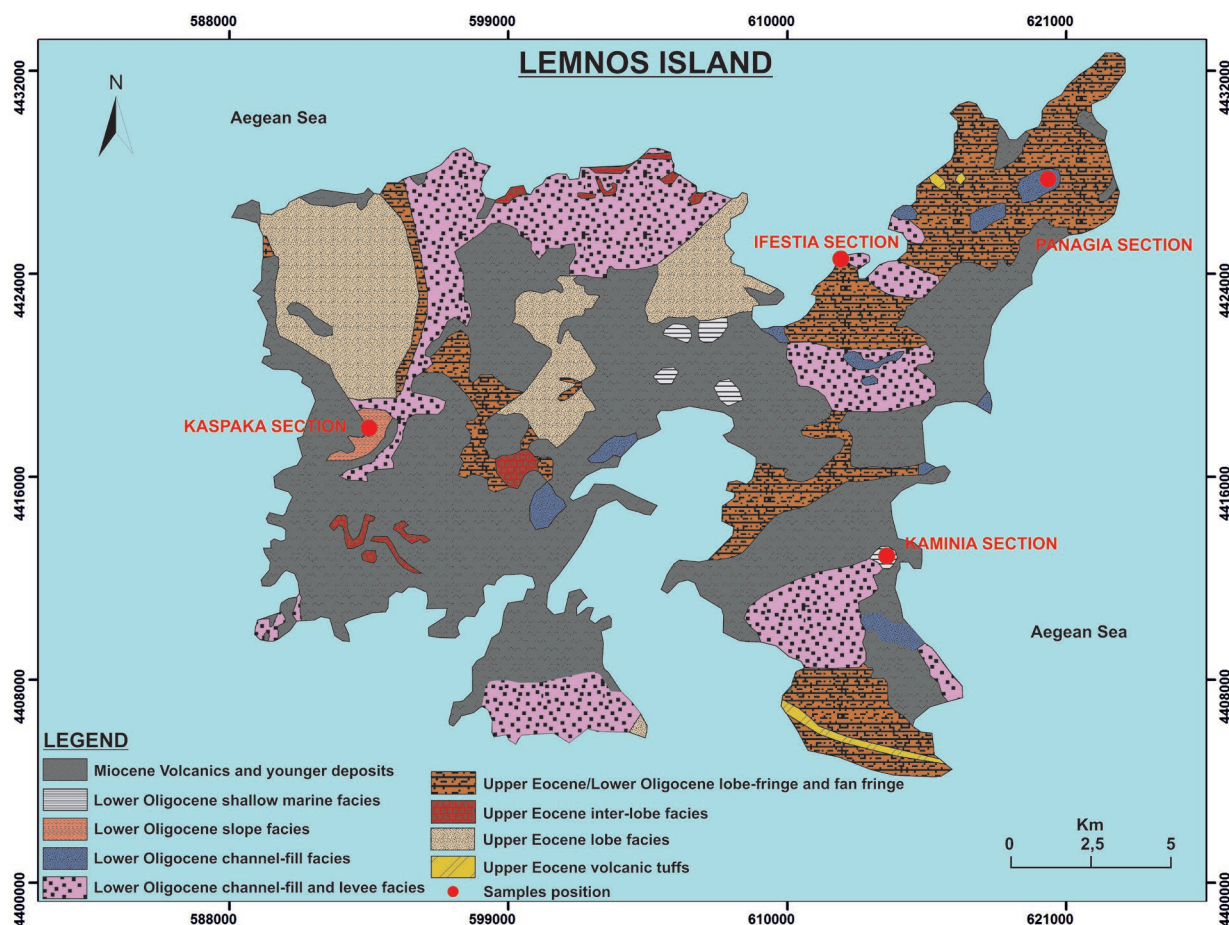 588000
599000
610000
621000
LEMNOS ISLAND
4432000
4432000
N
Aegean Sea
IFESTIA SECTION
PANAGIA SECTION
4424000
4424000
KASPAKA SECTION
4416000
4416000
KAMINIA SECTION
Aegean Sea
4408000
4408000
LEGEND
Miocene Volcanics and younger deposits
Lower Oligocene shallow marine facies
Lower Oligocene slope facies
Lower Oligocene channel-fill facies
Lower Oligocene channel-fill and levee facies
Upper Eocene/Lower Oligocene lobe-fringe and fan fringe
Upper Eocene inter-lobe facies
Upper Eocene lobe facies
Upper Eocene volcanic tuffs
Samples position
Km
0 2,5 5
4400000
4400000
588000
599000
610000
621000